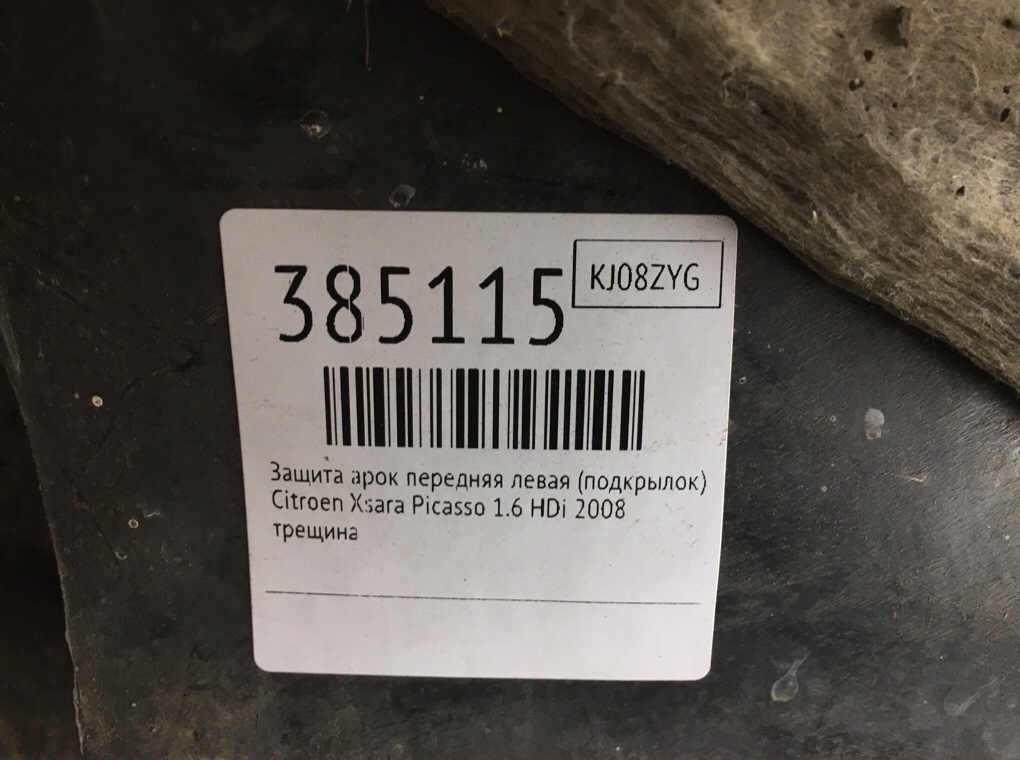 385115
KJ08ZYG
Защита арок передняя левая (подкрылок)
Citroen Xsara Picasso 1.6 HDi 2008
трещина